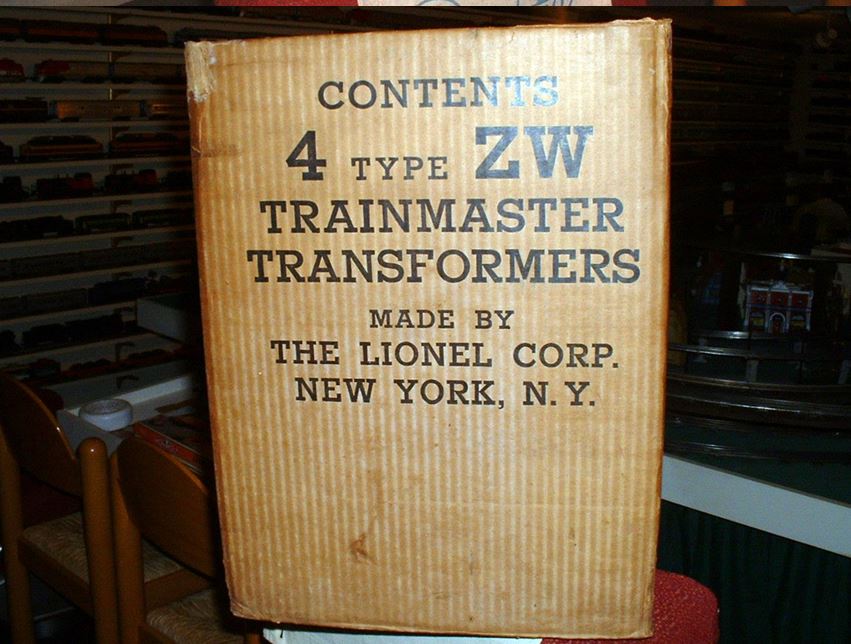 CONTENTS
4 TYPE ZW
TRAINMASTER
TRANSFORMERS
MADE BY
THE LIONEL CORP.
NEW YORK, N.Y.